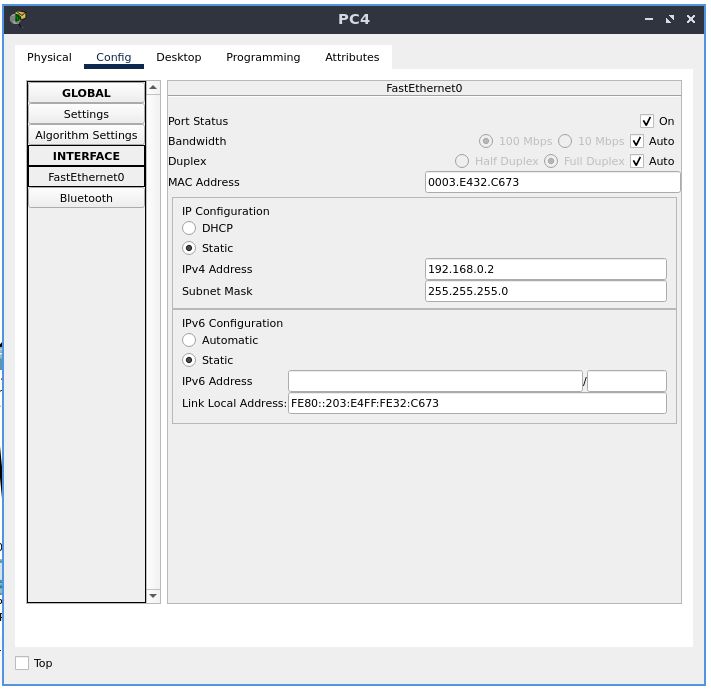 PC4
Physical Config Desktop Programming Attributes
GLOBAL
Settings
Algorithm Settings
INTERFACE
FastEthernet0
Bluetooth
FastEthernet0
Port Status On
Bandwidth 100 Mbps 10 Mbps Auto
Duplex Half Duplex Full Duplex Auto
MAC Address 0003.E432.C673
IP Configuration
DHCP
Static
IPv4 Address 192.168.0.2
Subnet Mask 255.255.255.0
IPv6 Configuration
Automatic
Static
IPv6 Address /
Link Local Address: FE80::203:E4FF:FE32:C673
Top